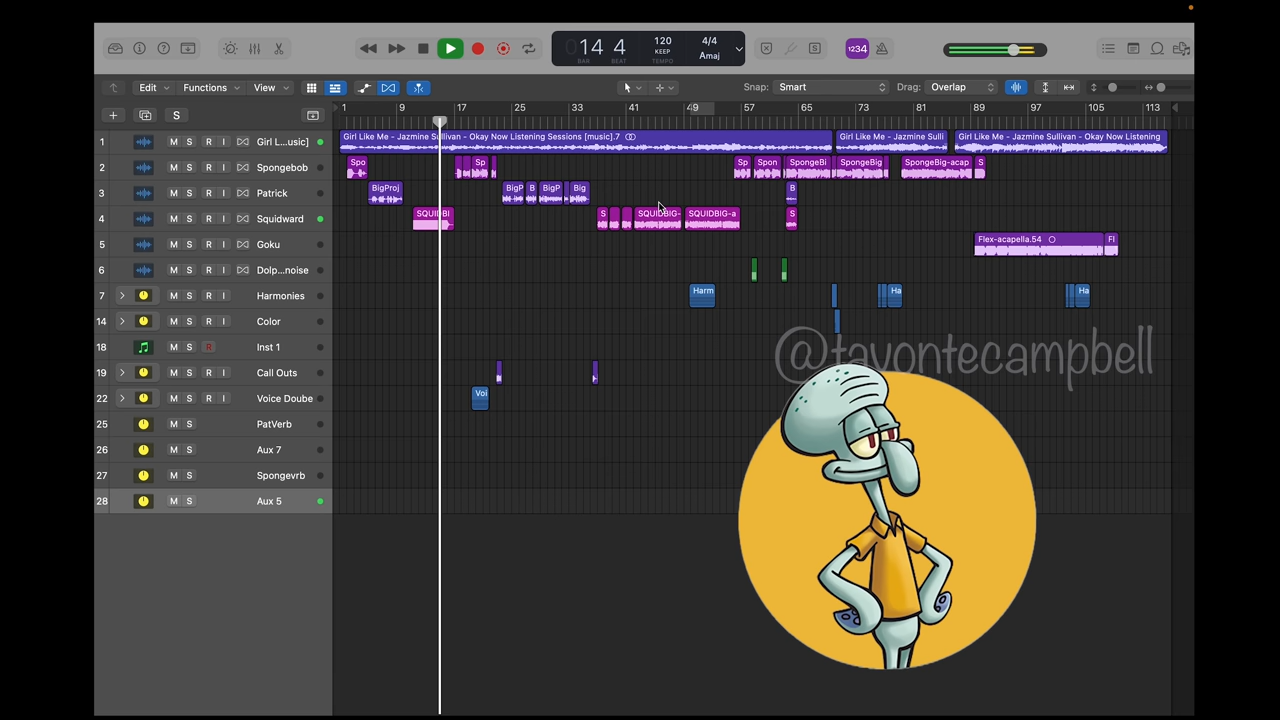 14 4
BAR BEAT
120
KEEP
TEMPO
4/4
Amaj
1234
Edit Functions View
Snap: Smart
Drag: Overlap
S
1 9 17 25 33 41 49 57 65 73 81 89 97 105 113
1 M S R I Girl L...usic]
Girl Like Me - Jazmine Sullivan - Okay Now Listening Sessions [music].7
Girl Like Me - Jazmine Sulli
Girl Like Me - Jazmine Sullivan - Okay Now Listening
2 M S R I Spongebob
Spo Sp Sp Spon SpongeBi SpongeBig SpongeBig-acap S
3 M S R I Patrick
BigProj BigP B BigP Big B
4 M S R I Squidward
SQUIDBI S SQUIDBIG- SQUIDBIG-a S
5 M S R I Goku
Flex-acapella.54 Fl
6 M S R I Dolp...noise
7 M S R I Harmonies
Harm Ha Ha
14 M S R I Color
18 M S R Inst 1
@tavontecampbell
19 M S R I Call Outs
22 M S R I Voice Doube
Voi
25 M S PatVerb
26 M S Aux 7
27 M S Spongevrb
28 M S Aux 5